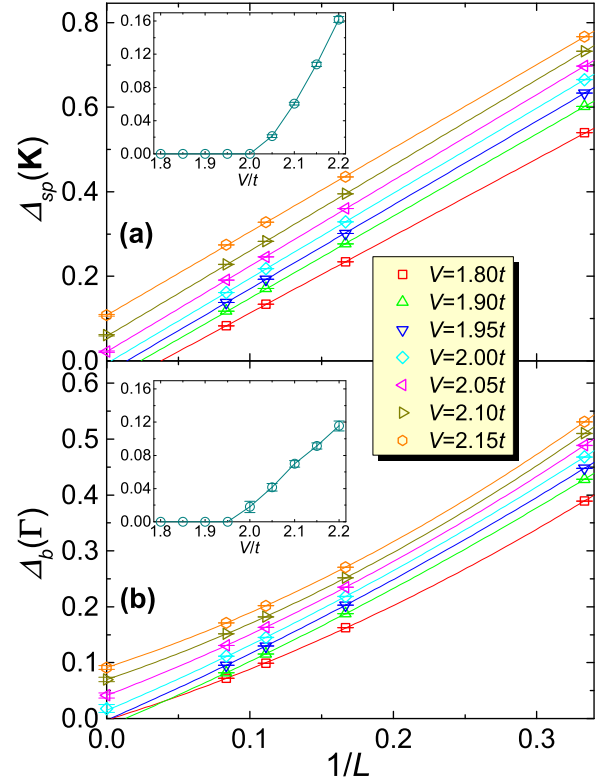 0.16
0.12
0.08
0.04
0.00
1.8 1.9 2.0 2.1 2.2
V/t
0.8
0.6
0.4
0.2
0.0
Δsp(K)
(a)
V=1.80t
V=1.90t
V=1.95t
V=2.00t
V=2.05t
V=2.10t
V=2.15t
0.16
0.12
0.08
0.04
0.00
1.8 1.9 2.0 2.1 2.2
V/t
0.6
0.5
0.4
0.3
0.2
0.1
0.0
Δb(Γ)
(b)
0.0 0.1 0.2 0.3
1/L